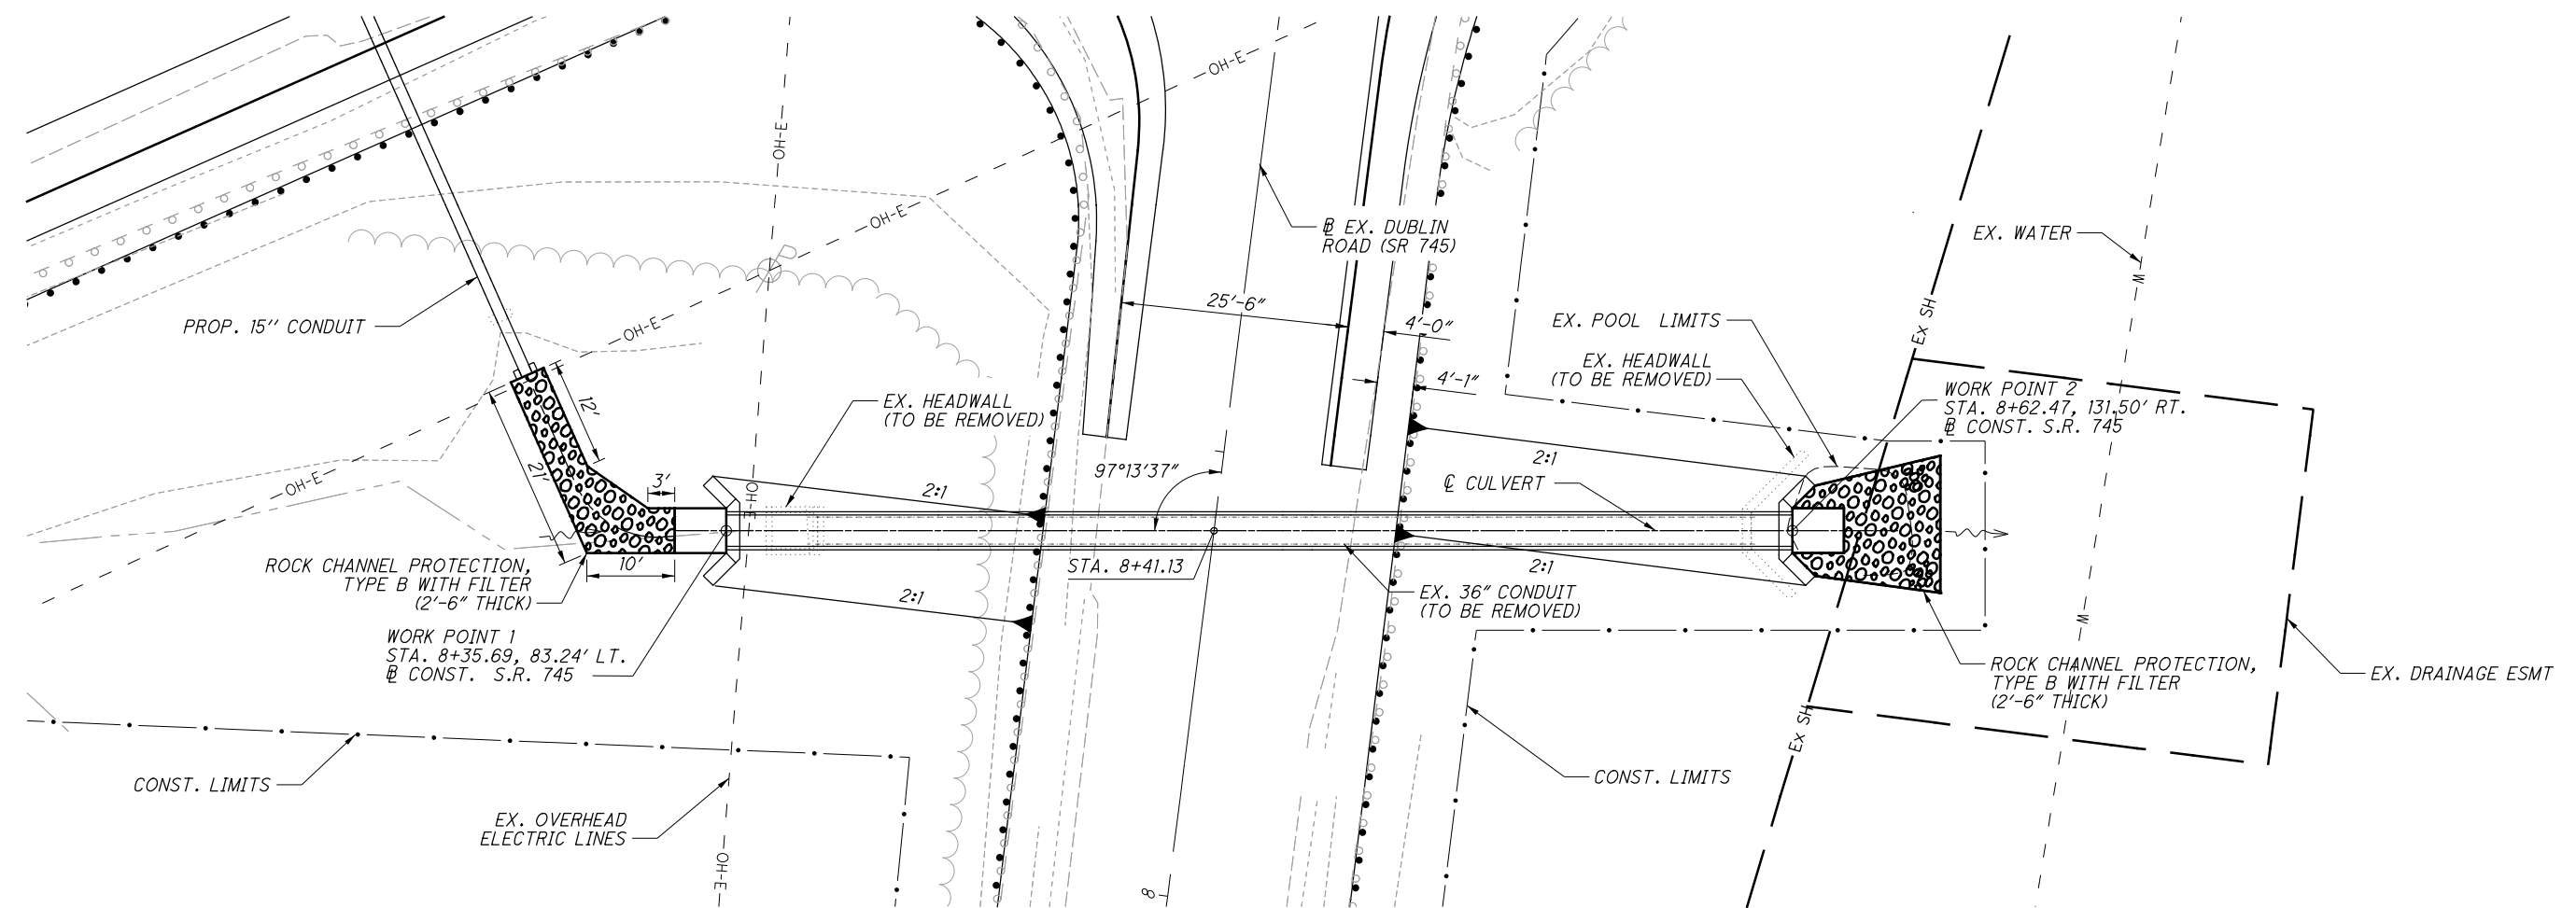 OH-E
OH-E
OH-E
OH-E
OH-E
OH-E
OH-E
PROP. 15'' CONDUIT
12'
21'
3'
10'
EX. HEADWALL
(TO BE REMOVED)
2:1
2:1
ROCK CHANNEL PROTECTION,
TYPE B WITH FILTER
(2'-6" THICK)
WORK POINT 1
STA. 8+35.69, 83.24' LT.
℄ CONST. S.R. 745
CONST. LIMITS
EX. OVERHEAD
ELECTRIC LINES
℄ EX. DUBLIN
ROAD (SR 745)
25'-6"
4'-0"
4'-1"
97°13'37"
STA. 8+41.13
8
EX. POOL LIMITS
EX. HEADWALL
(TO BE REMOVED)
2:1
℄ CULVERT
2:1
EX. 36" CONDUIT
(TO BE REMOVED)
CONST. LIMITS
EX. WATER
W
W
Ex SH
Ex SH
WORK POINT 2
STA. 8+62.47, 131.50' RT.
℄ CONST. S.R. 745
ROCK CHANNEL PROTECTION,
TYPE B WITH FILTER
(2'-6" THICK)
EX. DRAINAGE ESMT